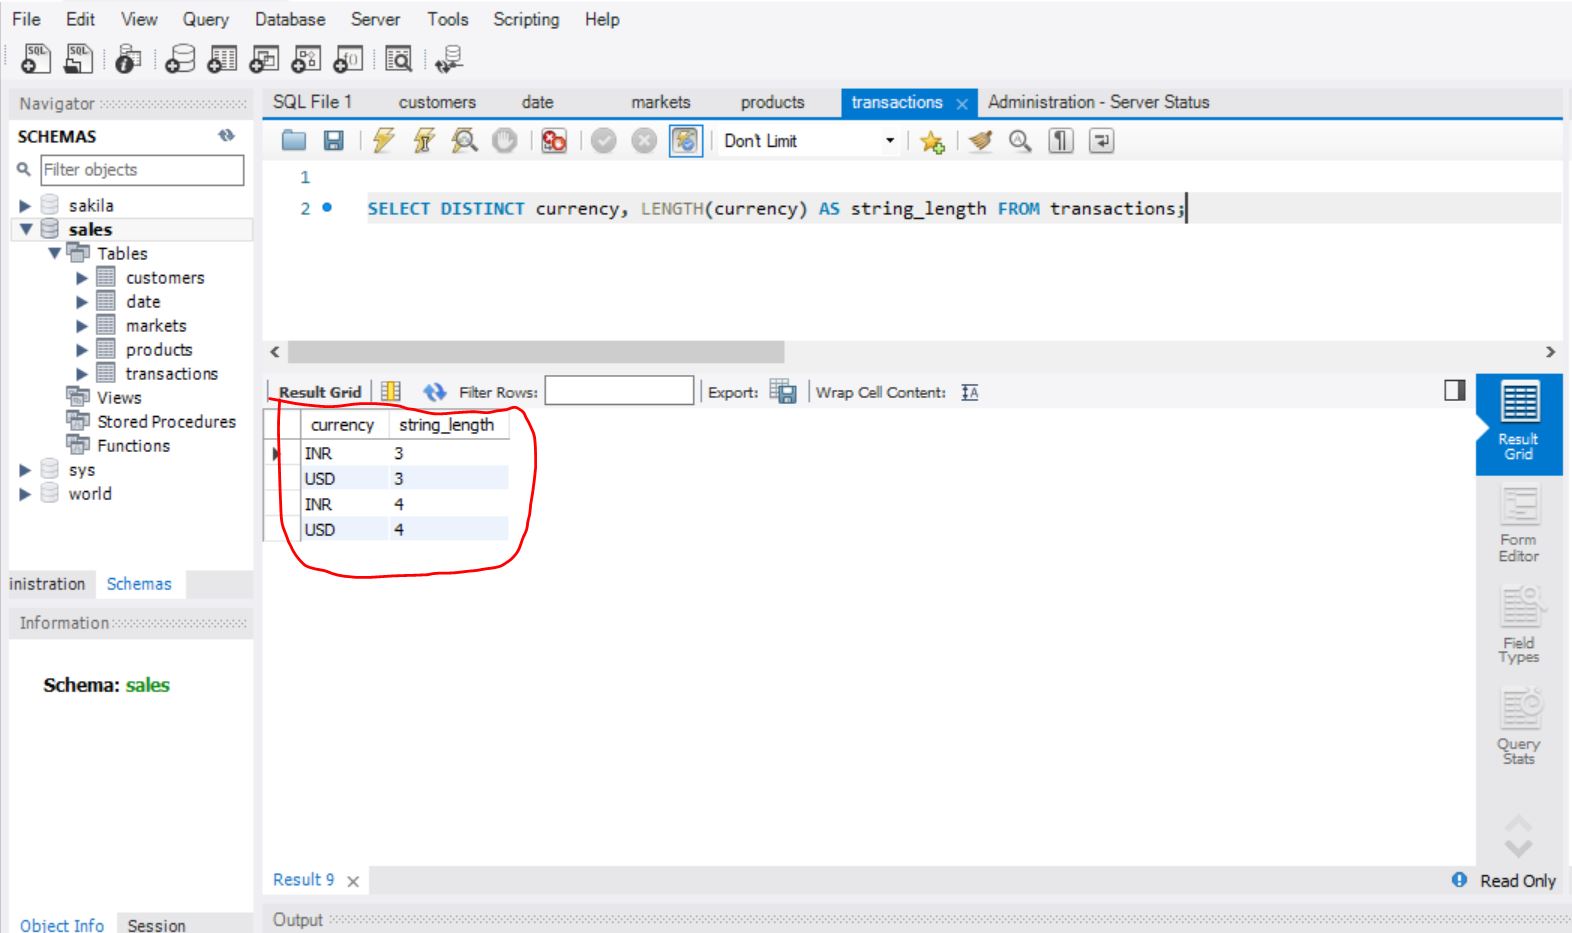 File Edit View Query Database Server Tools Scripting Help
SQL SQL
Navigator
SCHEMAS
Filter objects
sakila
sales
Tables
customers
date
markets
products
transactions
Views
Stored Procedures
Functions
sys
world
inistration Schemas
Information
Schema: sales
Object Info Session
SQL File 1 customers date markets products transactions Administration - Server Status
Don't Limit
1
2 SELECT DISTINCT currency, LENGTH(currency) AS string_length FROM transactions;
Result Grid Filter Rows: Export: Wrap Cell Content:
currency string_length
INR 3
USD 3
INR 4
USD 4
Result
Grid
Form
Editor
Field
Types
Query
Stats
Result 9 Read Only
Output